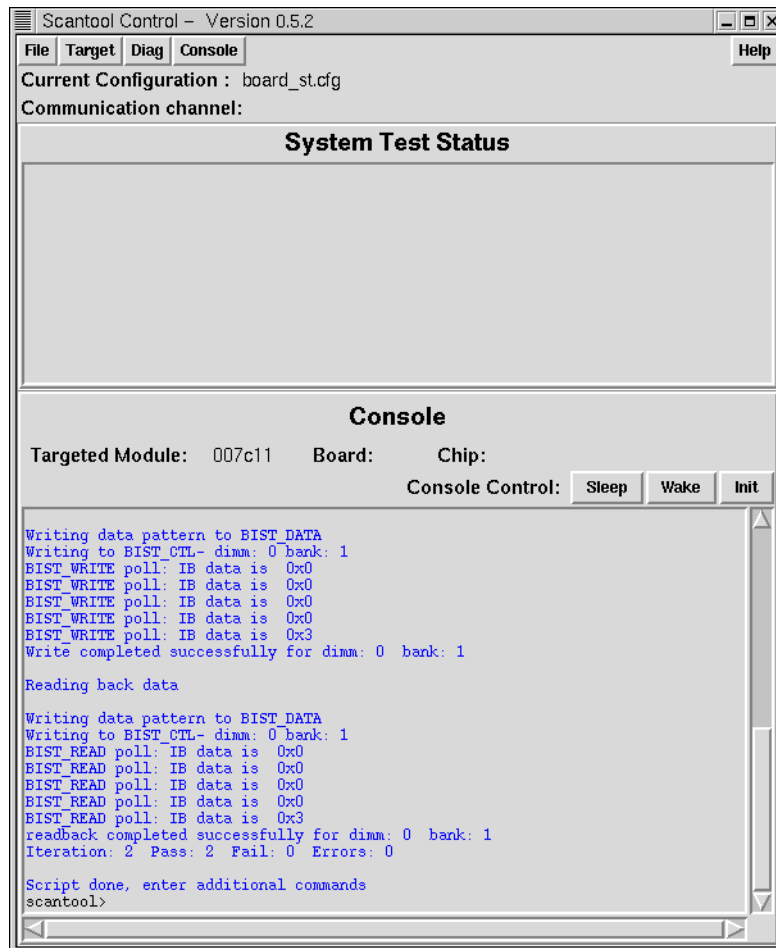 Scantool Control – Version 0.5.2
File Target Diag Console Help
Current Configuration : board_st.cfg
Communication channel:
System Test Status
Console
Targeted Module: 007c11 Board: Chip:
Console Control: Sleep Wake Init
Writing data pattern to BIST_DATA
Writing to BIST_CTL- dimm: 0 bank: 1
BIST_WRITE poll: IB data is 0x0
BIST_WRITE poll: IB data is 0x0
BIST_WRITE poll: IB data is 0x0
BIST_WRITE poll: IB data is 0x0
BIST_WRITE poll: IB data is 0x3
Write completed successfully for dimm: 0 bank: 1
Reading back data
Writing data pattern to BIST_DATA
Writing to BIST_CTL- dimm: 0 bank: 1
BIST_READ poll: IB data is 0x0
BIST_READ poll: IB data is 0x0
BIST_READ poll: IB data is 0x0
BIST_READ poll: IB data is 0x0
BIST_READ poll: IB data is 0x3
readback completed successfully for dimm: 0 bank: 1
Iteration: 2 Pass: 2 Fail: 0 Errors: 0
Script done, enter additional commands
scantool>